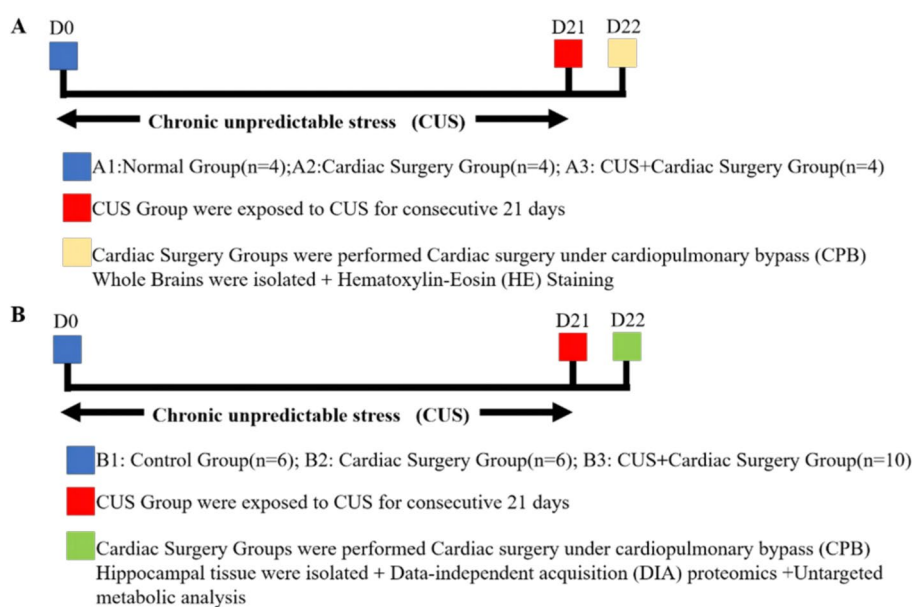 A
D0 D21 D22
Chronic unpredictable stress (CUS)
A1:Normal Group(n=4);A2:Cardiac Surgery Group(n=4); A3: CUS+Cardiac Surgery Group(n=4)
CUS Group were exposed to CUS for consecutive 21 days
Cardiac Surgery Groups were performed Cardiac surgery under cardiopulmonary bypass (CPB)
Whole Brains were isolated + Hematoxylin-Eosin (HE) Staining
B
D0 D21 D22
Chronic unpredictable stress (CUS)
B1: Control Group(n=6); B2: Cardiac Surgery Group(n=6); B3: CUS+Cardiac Surgery Group(n=10)
CUS Group were exposed to CUS for consecutive 21 days
Cardiac Surgery Groups were performed Cardiac surgery under cardiopulmonary bypass (CPB)
Hippocampal tissue were isolated + Data-independent acquisition (DIA) proteomics +Untargeted
metabolic analysis